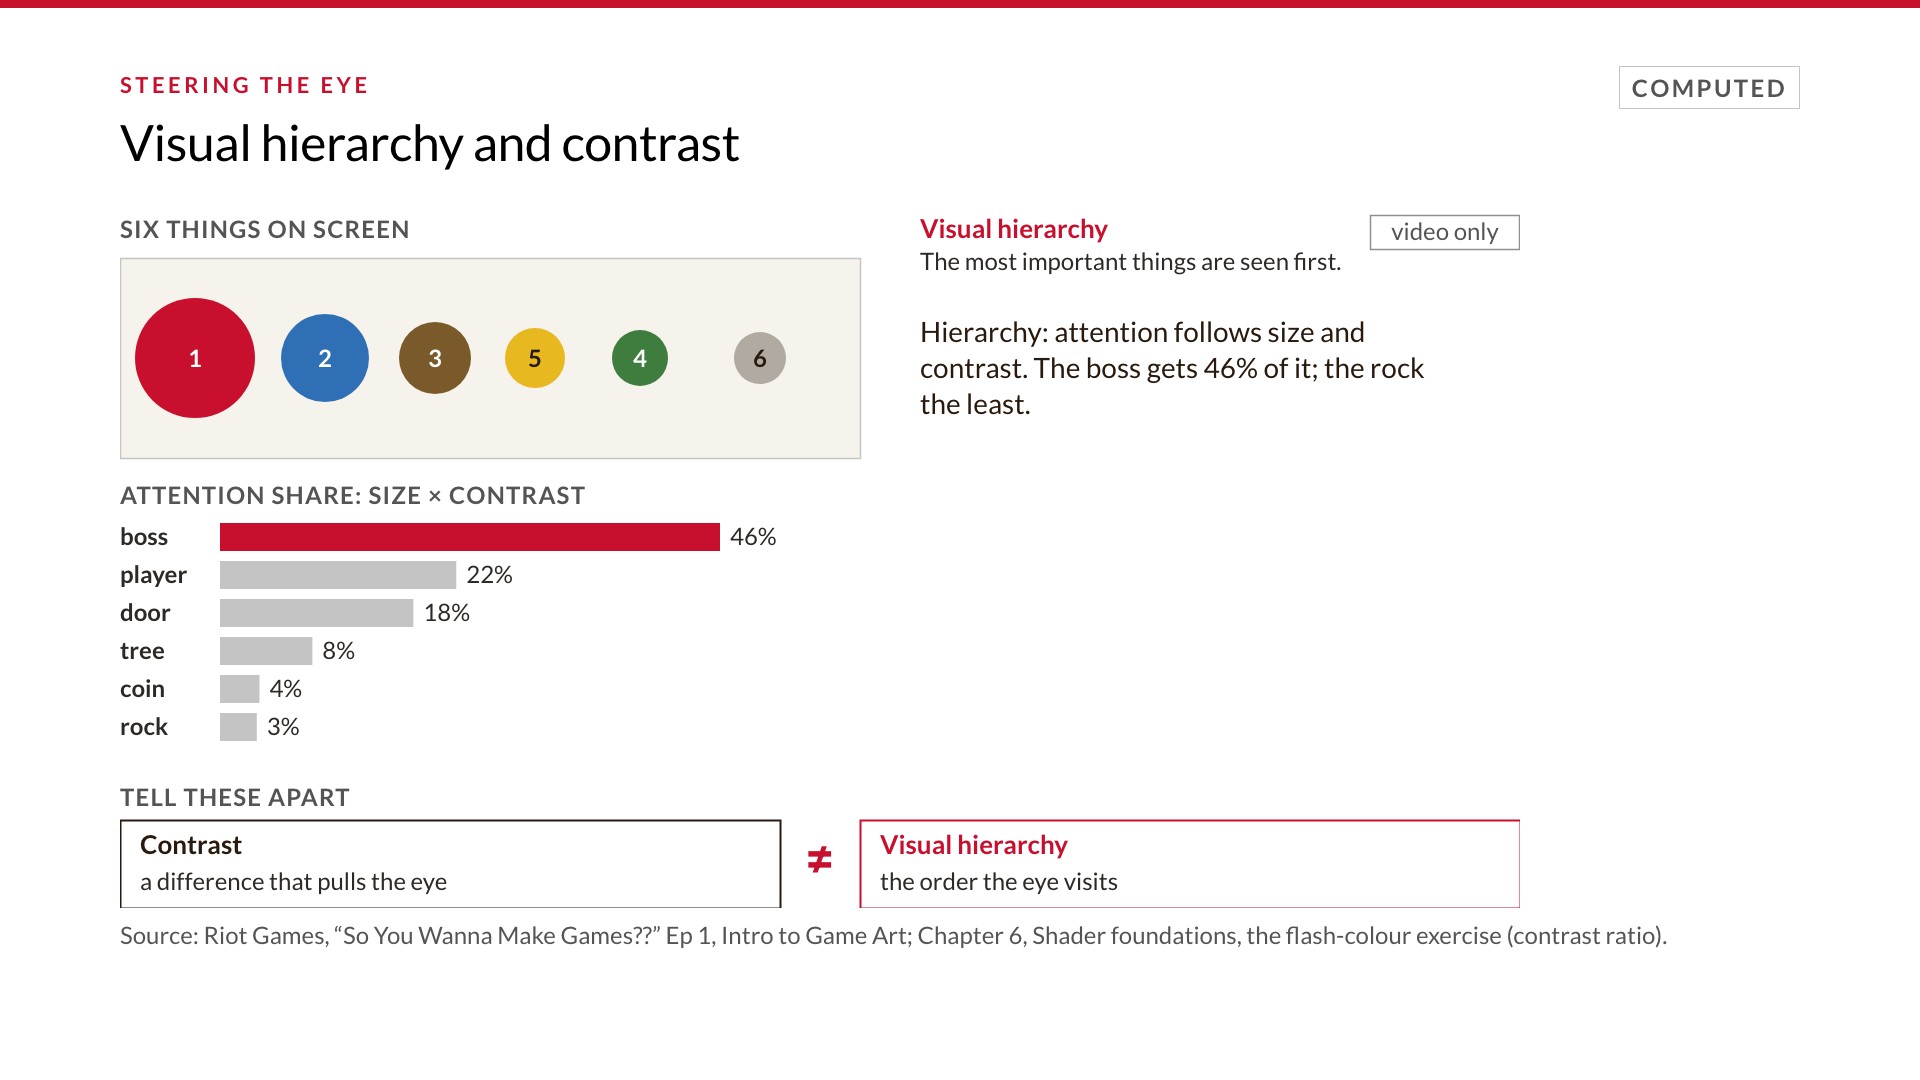 STEERING THE EYE
COMPUTED
Visual hierarchy and contrast
SIX THINGS ON SCREEN
1 2 3 5 4 6
Visual hierarchy
video only
The most important things are seen first.
Hierarchy: attention follows size and
contrast. The boss gets 46% of it; the rock
the least.
ATTENTION SHARE: SIZE × CONTRAST
boss 46%
player 22%
door 18%
tree 8%
coin 4%
rock 3%
TELL THESE APART
Contrast
a difference that pulls the eye
≠
Visual hierarchy
the order the eye visits
Source: Riot Games, “So You Wanna Make Games??” Ep 1, Intro to Game Art; Chapter 6, Shader foundations, the flash-colour exercise (contrast ratio).